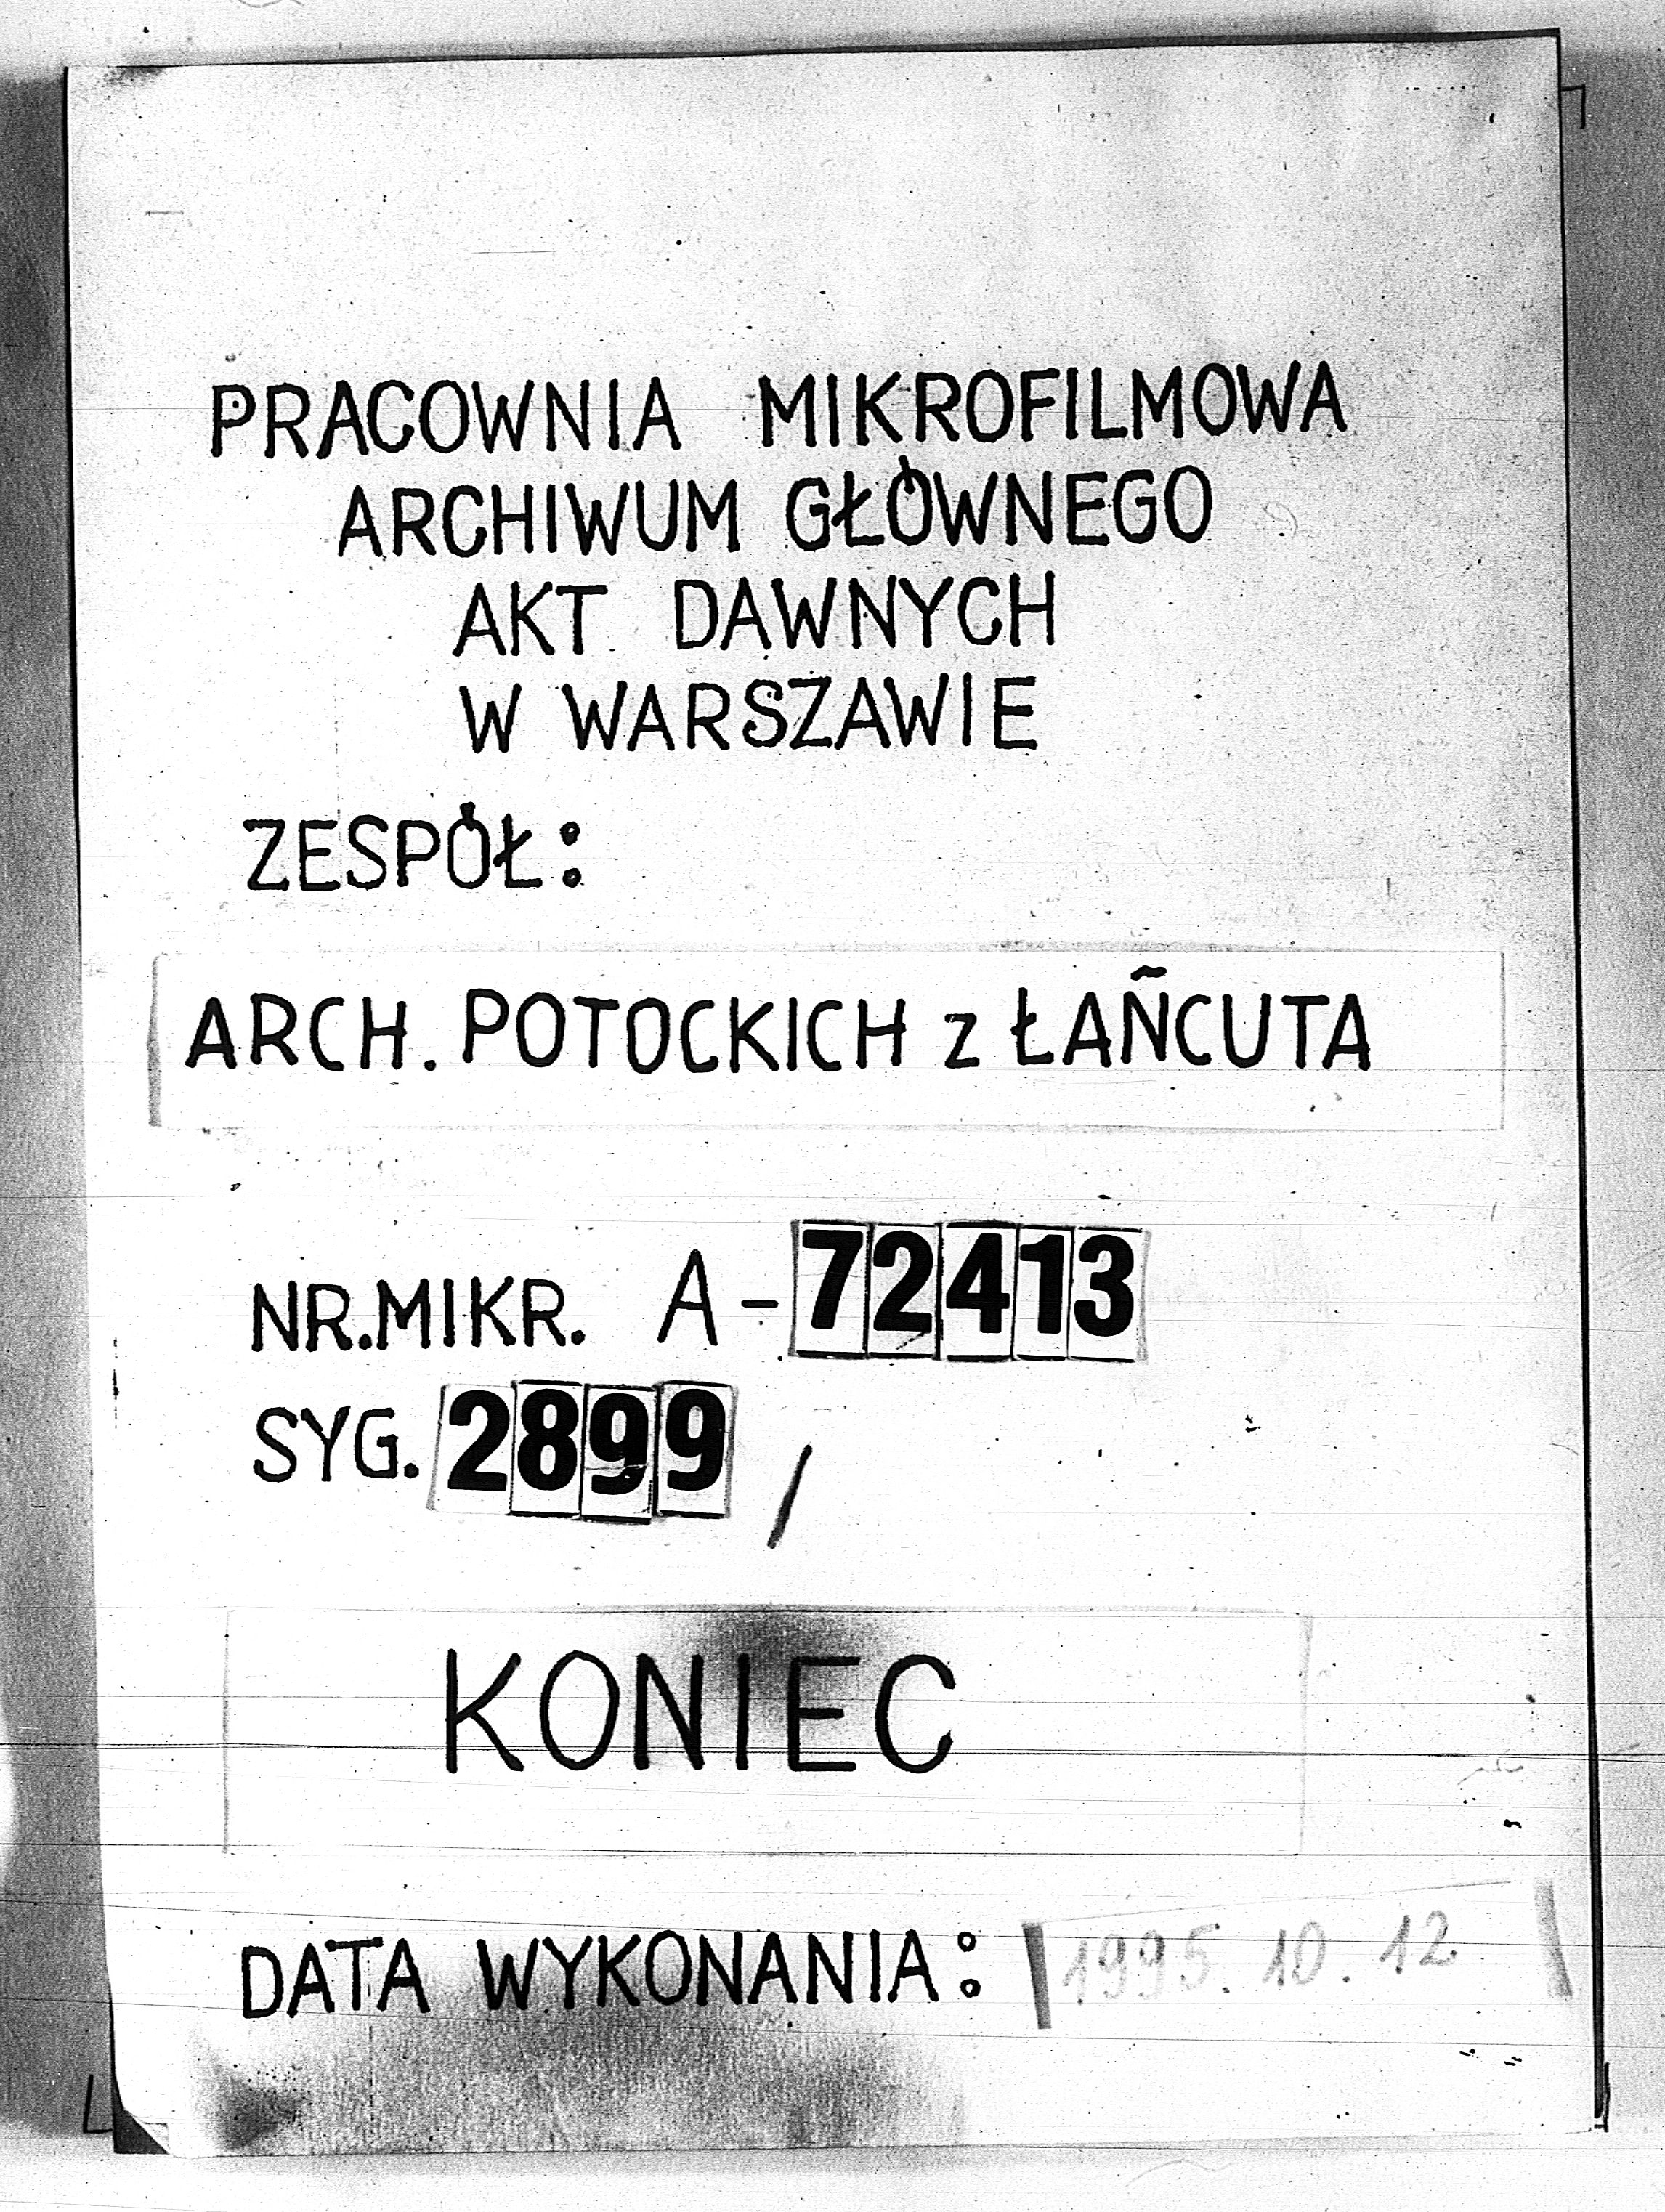 PRACOWNIA MIKROFILMOWA
ARCHIWUM GŁÓWNEGO
AKT DAWNYCH
W WARSZAWIE
ZESPÓŁ:
ARCH. POTOCKICH z ŁAÑCUTA
NR.MIKR. A-72413
SYG. 2899 /
KONIEC
DATA WYKONANIA: 1995.10.12